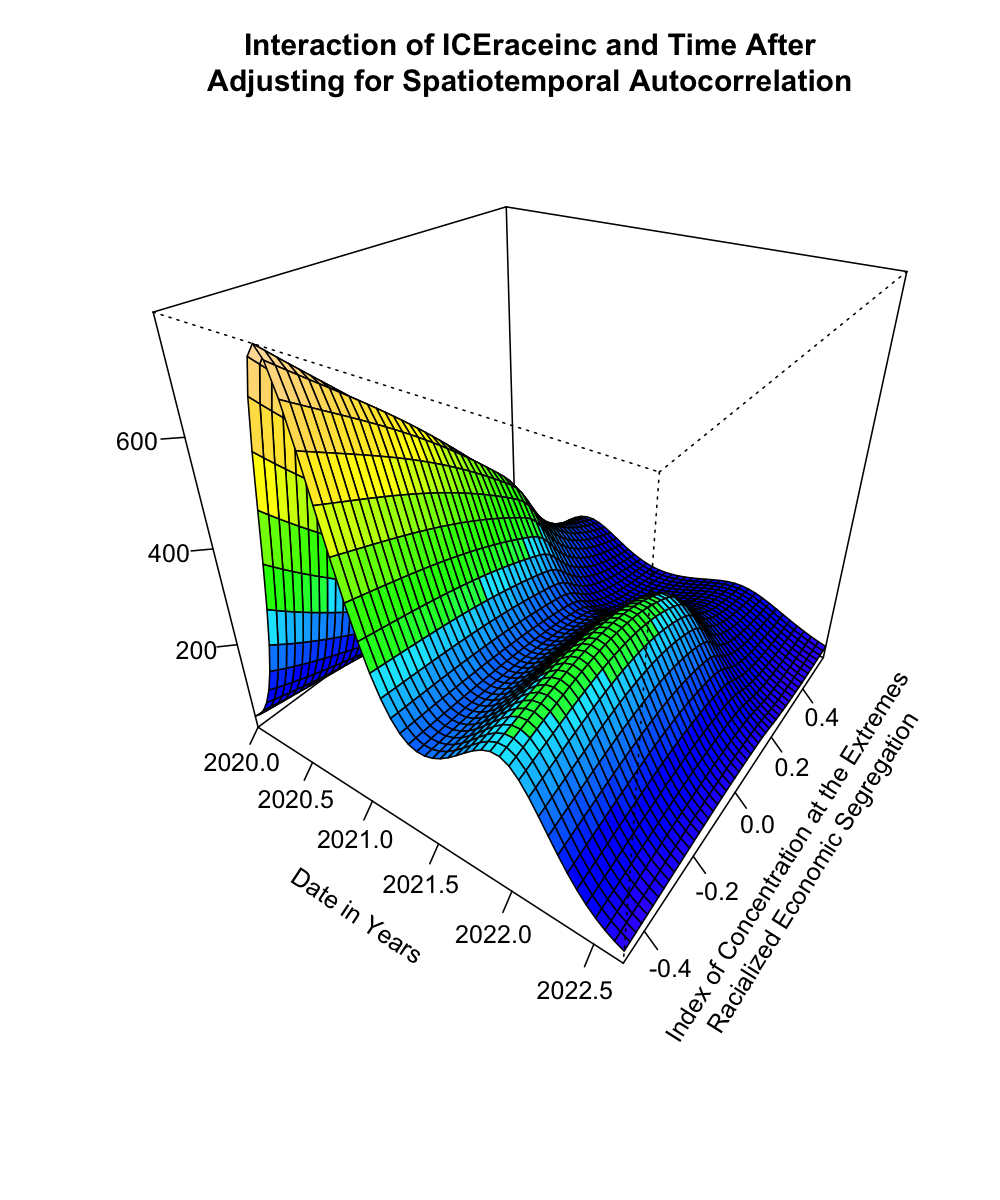 Interaction of ICEraceinc and Time After
Adjusting for Spatiotemporal Autocorrelation
600
400
200
2020.0
2020.5
2021.0
2021.5
2022.0
2022.5
Date in Years
-0.4
-0.2
0.0
0.2
0.4
Index of Concentration at the Extremes
Racialized Economic Segregation